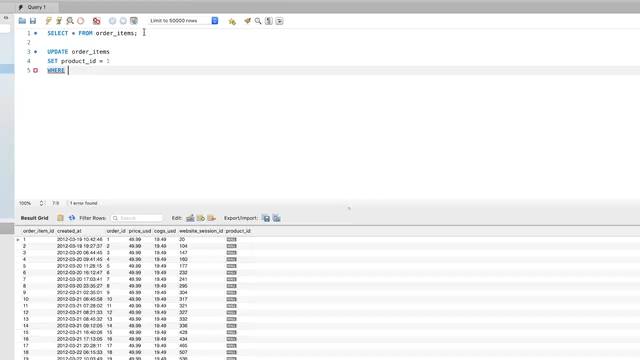 Query 1
Limit to 50000 rows
1 SELECT * FROM order_items;
2
3 UPDATE order_items
4 SET product_id = 1
5 WHERE
100% 7:5 1 error found
Result Grid Filter Rows: Search Edit: Export/Import:
order_item_id created_at order_id price_usd cogs_usd website_session_id product_id
1 2012-03-19 10:42:46 1 49.99 19.49 20 NULL
2 2012-03-19 19:27:37 2 49.99 19.49 104 NULL
3 2012-03-20 06:44:45 3 49.99 19.49 147 NULL
4 2012-03-20 09:41:45 4 49.99 19.49 160 NULL
5 2012-03-20 11:28:15 5 49.99 19.49 177 NULL
6 2012-03-20 16:12:47 6 49.99 19.49 232 NULL
7 2012-03-20 17:03:41 7 49.99 19.49 241 NULL
8 2012-03-20 23:35:27 8 49.99 19.49 295 NULL
9 2012-03-21 02:35:01 9 49.99 19.49 304 NULL
10 2012-03-21 06:45:58 10 49.99 19.49 317 NULL
11 2012-03-21 07:28:02 11 49.99 19.49 321 NULL
12 2012-03-21 08:21:33 12 49.99 19.49 327 NULL
13 2012-03-21 08:45:28 13 49.99 19.49 332 NULL
14 2012-03-21 09:12:05 14 49.99 19.49 336 NULL
15 2012-03-21 16:40:08 15 49.99 19.49 428 NULL
16 2012-03-21 17:13:05 16 49.99 19.49 434 NULL
17 2012-03-21 20:28:11 17 49.99 19.49 465 NULL
18 2012-03-22 06:15:33 18 49.99 19.49 507 NULL